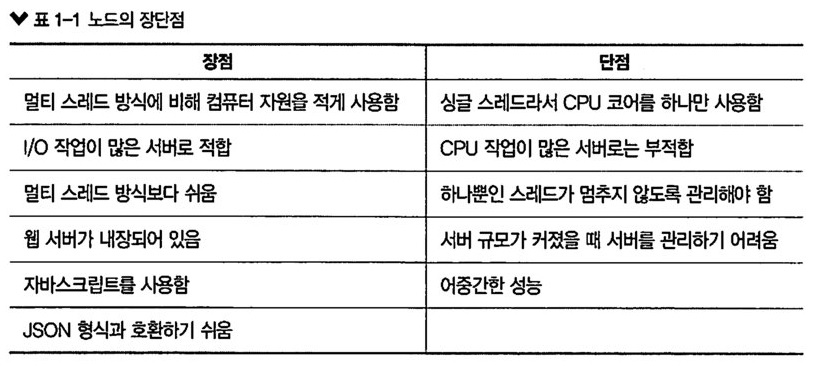 표 1-1 노드의 장단점
장점 단점
멀티 스레드 방식에 비해 컴퓨터 자원을 적게 사용함 싱글 스레드라서 CPU 코어를 하나만 사용함
I/O 작업이 많은 서버로 적합 CPU 작업이 많은 서버로는 부적합
멀티 스레드 방식보다 쉬움 하나뿐인 스레드가 멈추지 않도록 관리해야 함
웹 서버가 내장되어 있음 서버 규모가 커졌을 때 서버를 관리하기 어려움
자바스크립트를 사용함 어중간한 성능
JSON 형식과 호환하기 쉬움